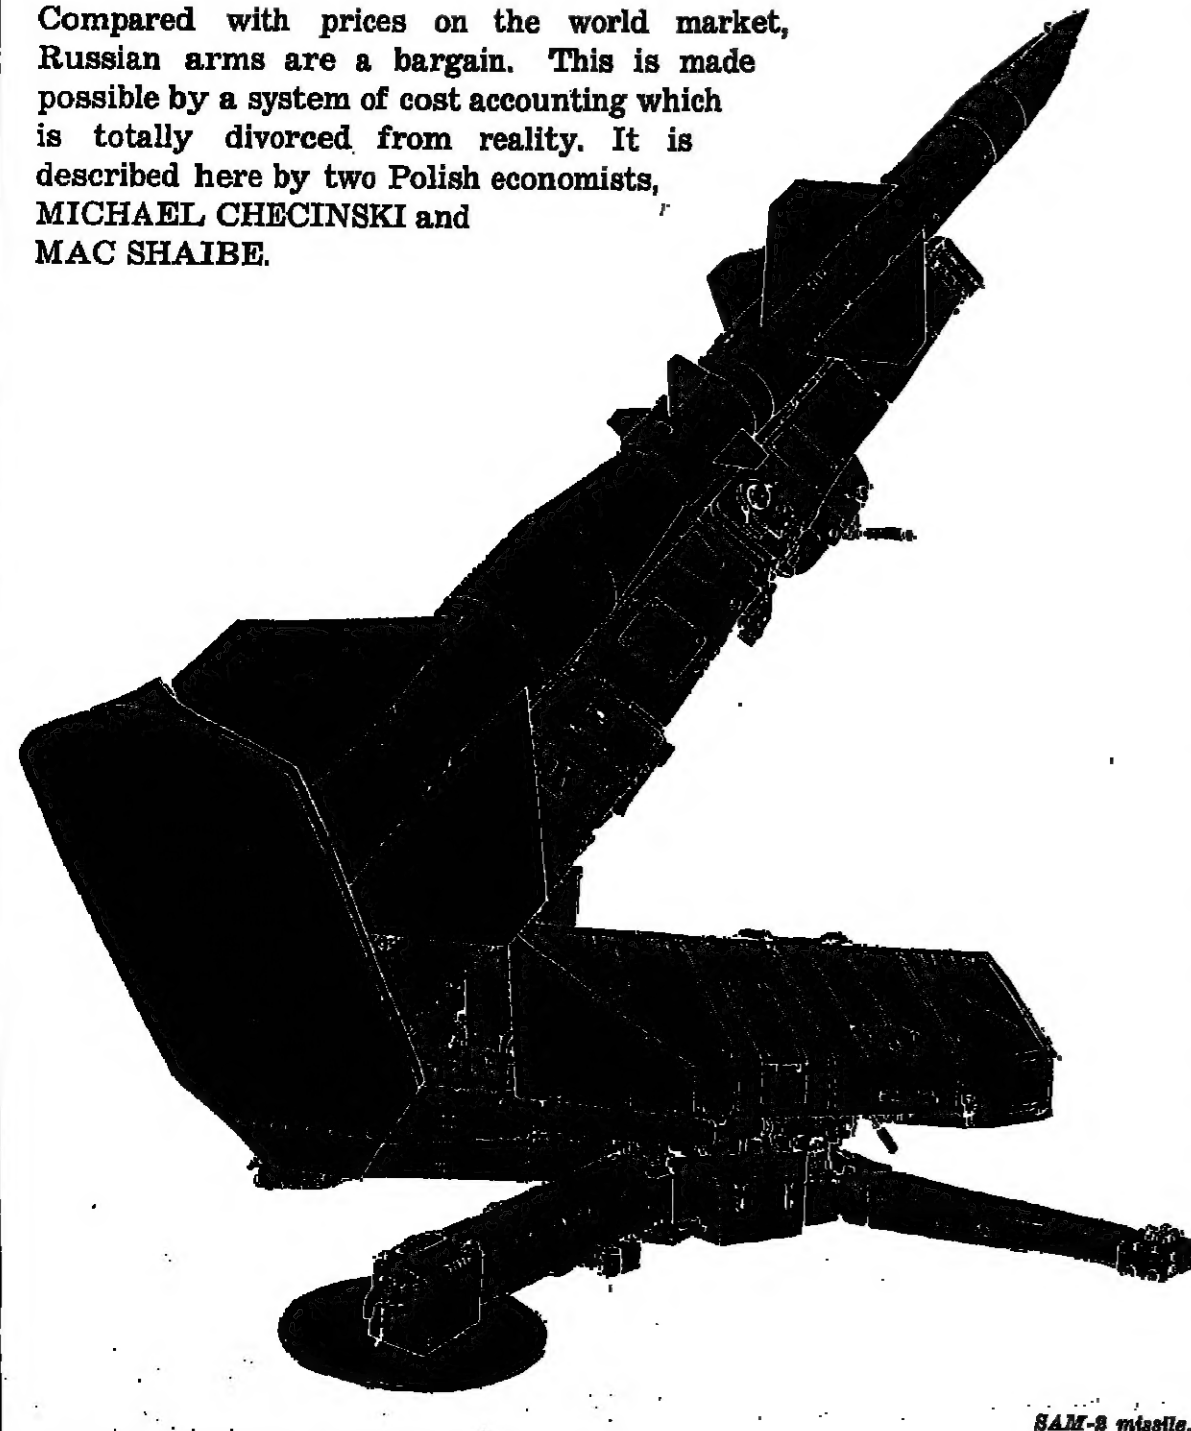 Compared with prices on the world market,
Russian arms are a bargain. This is made
possible by a system of cost accounting which
is totally divorced from reality. It is
described here by two Polish economists,
MICHAEL CHECINSKI and
MAC SHAIBE.
SAM-2 missile.